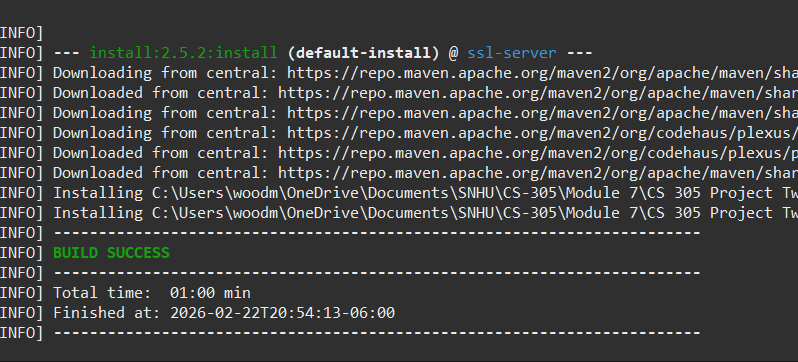 INFO]
INFO] --- install:2.5.2:install (default-install) @ ssl-server ---
INFO] Downloading from central: https://repo.maven.apache.org/maven2/org/apache/maven/sha
INFO] Downloaded from central: https://repo.maven.apache.org/maven2/org/apache/maven/shar
INFO] Downloading from central: https://repo.maven.apache.org/maven2/org/apache/maven/sha
INFO] Downloading from central: https://repo.maven.apache.org/maven2/org/codehaus/plexus/
INFO] Downloaded from central: https://repo.maven.apache.org/maven2/org/codehaus/plexus/p
INFO] Downloaded from central: https://repo.maven.apache.org/maven2/org/apache/maven/shar
INFO] Installing C:\Users\woodm\OneDrive\Documents\SNHU\CS-305\Module 7\CS 305 Project Tw
INFO] Installing C:\Users\woodm\OneDrive\Documents\SNHU\CS-305\Module 7\CS 305 Project Tw
INFO] ------------------------------------------------------------------------
INFO] BUILD SUCCESS
INFO] ------------------------------------------------------------------------
INFO] Total time:  01:00 min
INFO] Finished at: 2026-02-22T20:54:13-06:00
INFO] ------------------------------------------------------------------------